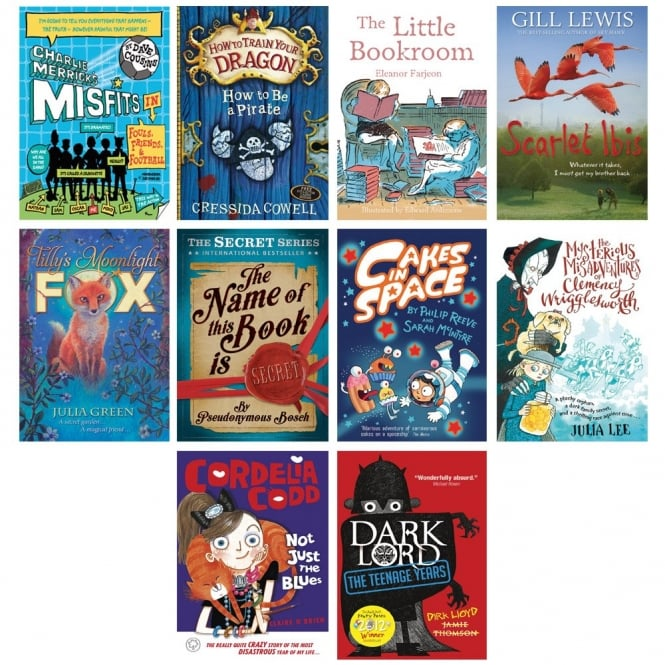 I'M GOING TO TELL YOU EVERYTHING THAT HAPPENS -
THE TRUTH - HOWEVER PAINFUL THAT MIGHT BE!
BY DAVE COUSINS
CHARLIE
MERRICK'S
MISFITS IN
FOULS,
FRIENDS, &
FOOTBALL
HOW TO TRAIN YOUR
DRAGON
How to Be
a Pirate
CRESSIDA COWELL
The Little
Bookroom
Eleanor Farjeon
Illustrated by Edward Ardizzone
GILL LEWIS
THE BEST-SELLING AUTHOR OF SKY HAWK
Scarlet Ibis
Whatever it takes,
I must get my brother back
Tilly's Moonlight
FOX
JULIA GREEN
A secret garden.
A magical friend...
THE SECRET SERIES
INTERNATIONAL BESTSELLER
The
Name of
this
Book
is
SECRET
By
Pseudonymous Bosch
CAKES
IN
SPACE
BY PHILIP REEVE
AND
SARAH McINTYRE
'Hilarious adventure of carnivorous
cakes on a spaceship' The Metro
The
Mysterious
Misadventures
of
Clemency
Wrigglesworth
A plucky orphan,
a dark family secret,
and a thrilling race against time...
JULIA LEE
CORDELIA
CODD
Not
Just
THE
BLUes
CLAIRE O'BRIEN
THE REALLY QUITE CRAZY STORY OF THE MOST
DISASTROUS YEAR OF MY LIFE ...
"Wonderfully absurd."
Michael Rosen
DARK
LORD
THE TEENAGE YEARS
2012
Winner
DIRK LLOYD
JAMIE
THOMSON